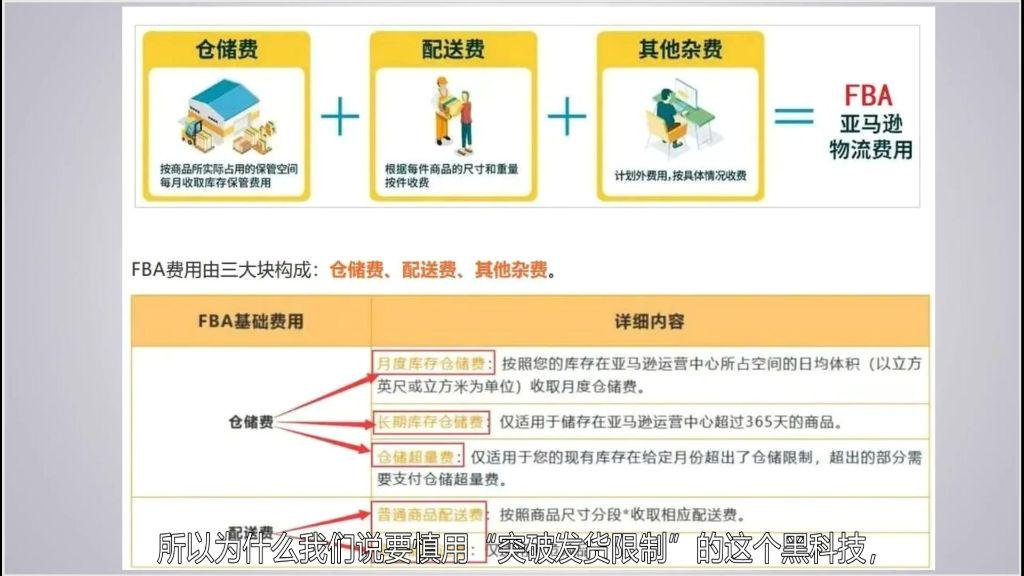 仓储费
配送费
其他杂费
按商品所实际占用的保管空间
每月收取库存保管费用
根据每件商品的尺寸和重量
按件收费
计划外费用,按具体情况收费
FBA
亚马逊
物流费用
FBA费用由三大块构成：仓储费、配送费、其他杂费。
FBA基础费用
详细内容
仓储费
月度库存仓储费：按照您的库存在亚马逊运营中心所占空间的日均体积（以立方
英尺或立方米为单位）收取月度仓储费。
长期库存仓储费：仅适用于储存在亚马逊运营中心超过365天的商品。
仓储超量费：仅适用于您的现有库存在给定月份超出了仓储限制，超出的部分需
要支付仓储超量费。
配送费
普通商品配送费：按照商品尺寸分段*收取相应配送费。
所以为什么我们说要慎用“突破发货限制”的这个黑科技，